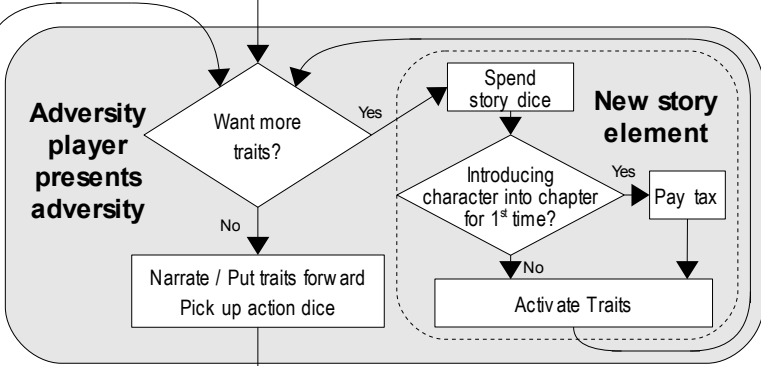 Adversity
player
presents
adversity
Want more
traits?
Yes
No
Narrate / Put traits forward
Pick up action dice
Spend
story dice
New story
element
Introducing
character into chapter
for 1st time?
Yes
Pay tax
No
Activate Traits